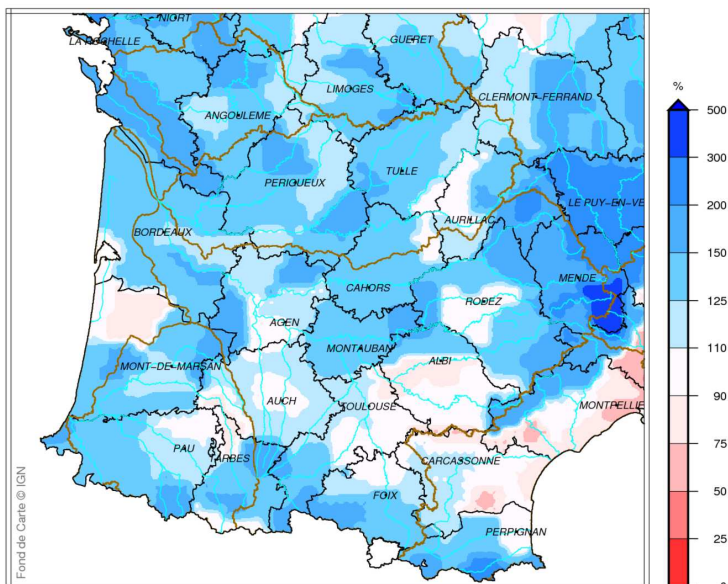 NIORT
LA ROCHELLE
GUERET
LIMOGES
CLERMONT-FERRAND
ANGOULEME
TULLE
PERIGUEUX
LE PUY-EN-VE
AURILLAC
BORDEAUX
MENDE
CAHORS
RODEZ
AGEN
MONTAUBAN
ALBI
MONT-DE-MARSAN
AUCH
TOULOUSE
MONTPELLIE
PAU
TARBES
CARCASSONNE
FOIX
PERPIGNAN
Fond de Carte © IGN
%
500
300
200
150
125
110
90
75
50
25